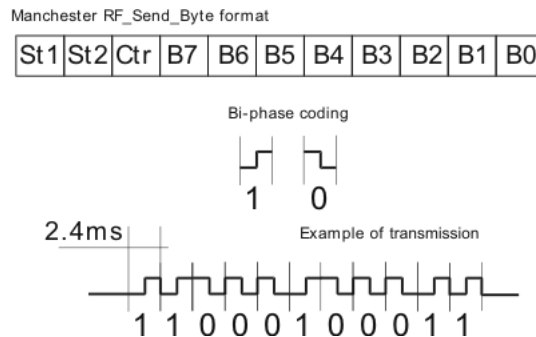 Manchester RF_Send_Byte format
St1 St2 Ctr B7 B6 B5 B4 B3 B2 B1 B0
Bi-phase coding
1 0
2.4ms
Example of transmission
1 1 0 0 0 1 0 0 0 1 1